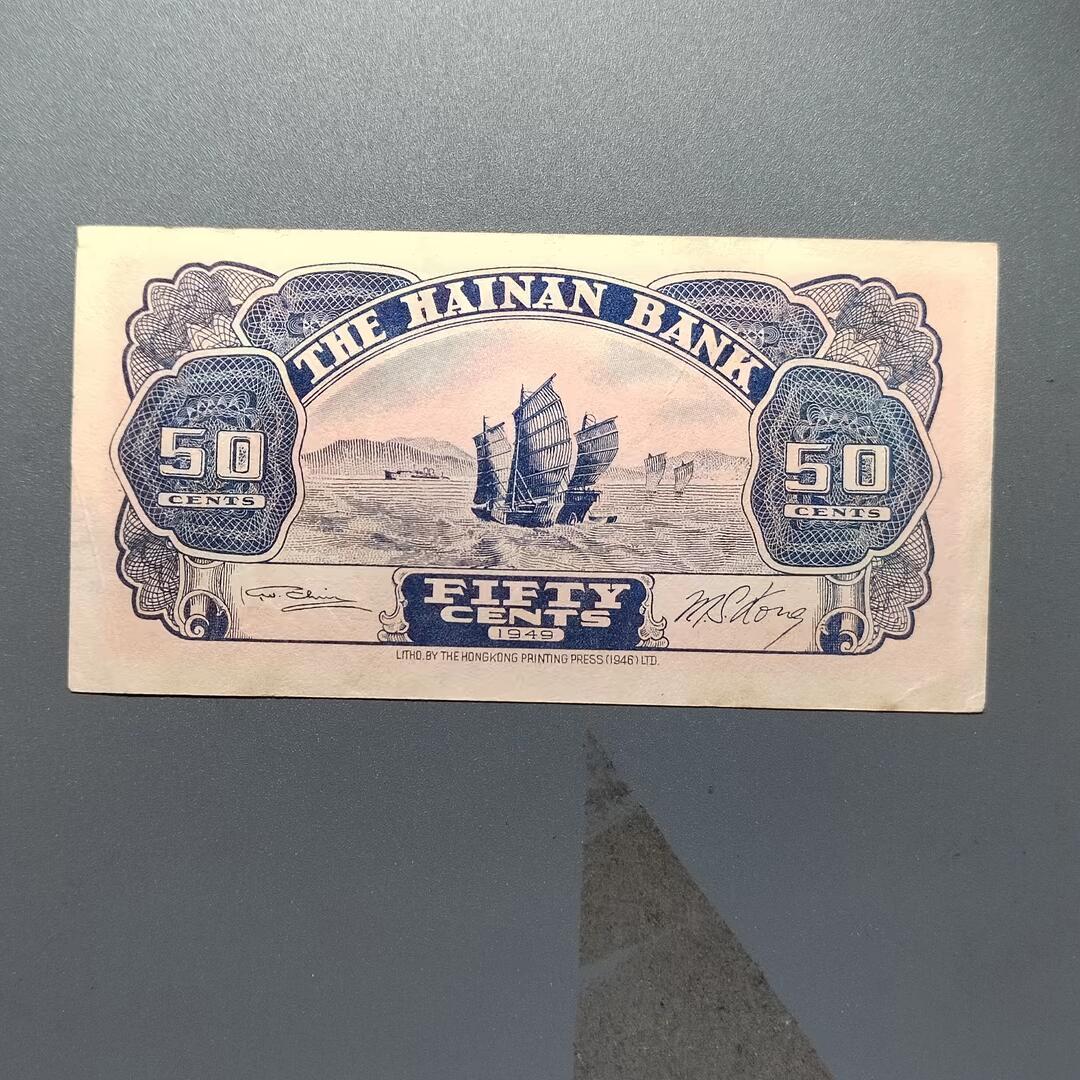 THE HAINAN BANK
50
CENTS
50
CENTS
FIFTY
CENTS
1949
LITHO. BY THE HONGKONG PRINTING PRESS (1946) LTD.